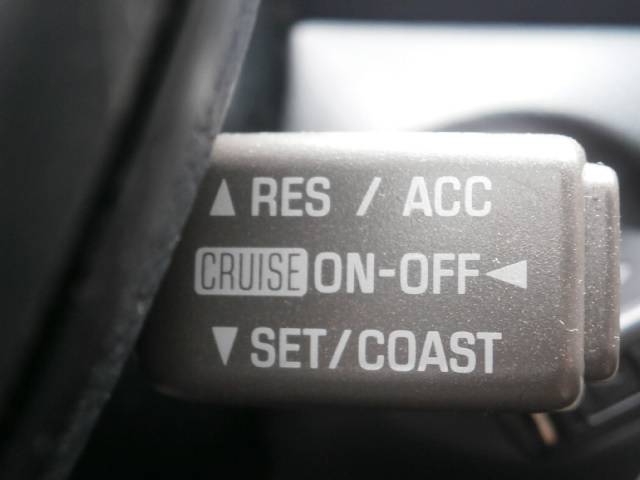 ▲ RES / ACC
CRUISE ON-OFF ◀
▼ SET/COAST